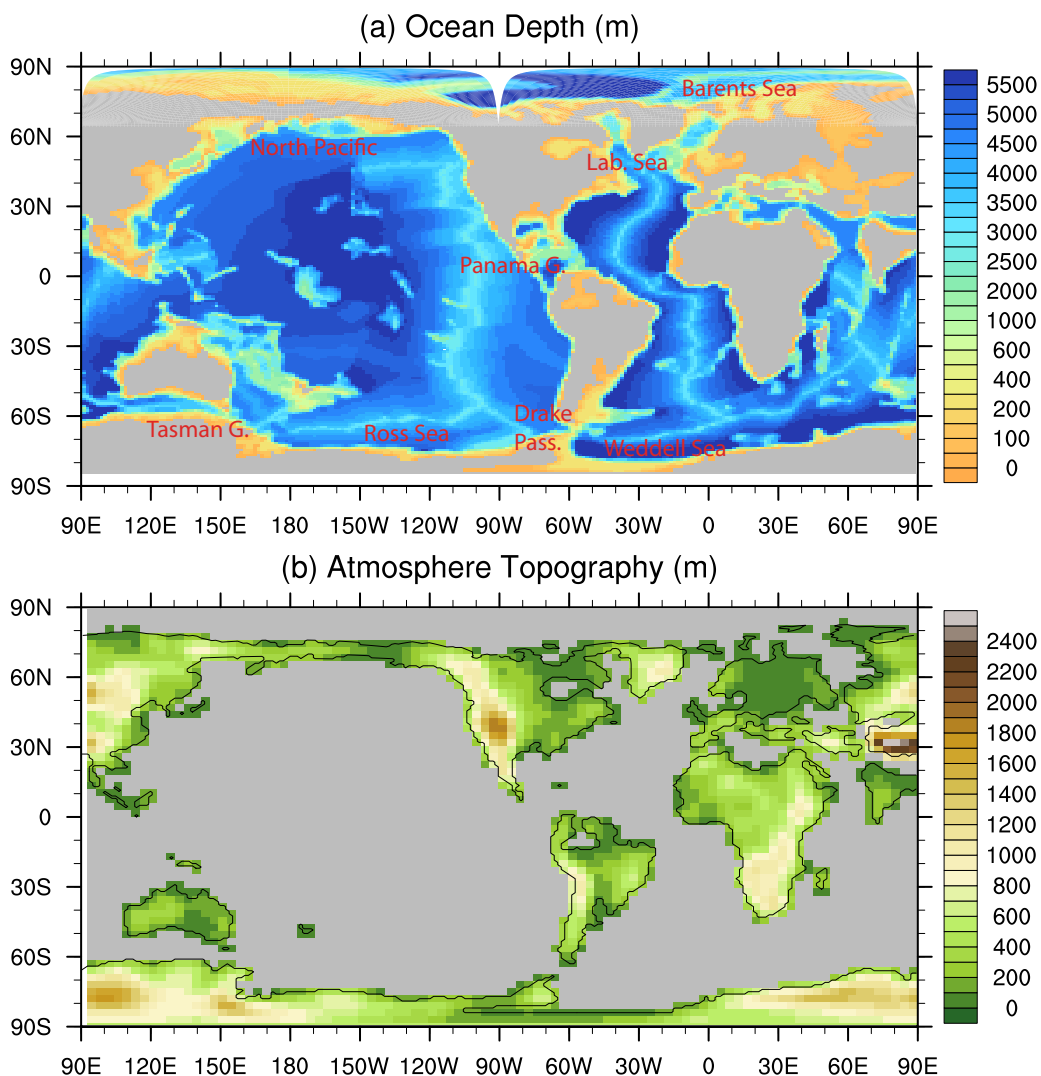 (a) Ocean Depth (m)
90N
60N
30N
0
30S
60S
90S
90E 120E 150E 180 150W 120W 90W 60W 30W 0 30E 60E 90E
Barents Sea
North Pacific
Lab. Sea
Panama G.
Tasman G.
Ross Sea
Drake
Pass.
Weddell Sea
5500
5000
4500
4000
3500
3000
2500
2000
1000
600
400
200
100
0
(b) Atmosphere Topography (m)
90N
60N
30N
0
30S
60S
90S
90E 120E 150E 180 150W 120W 90W 60W 30W 0 30E 60E 90E
2400
2200
2000
1800
1600
1400
1200
1000
800
600
400
200
0